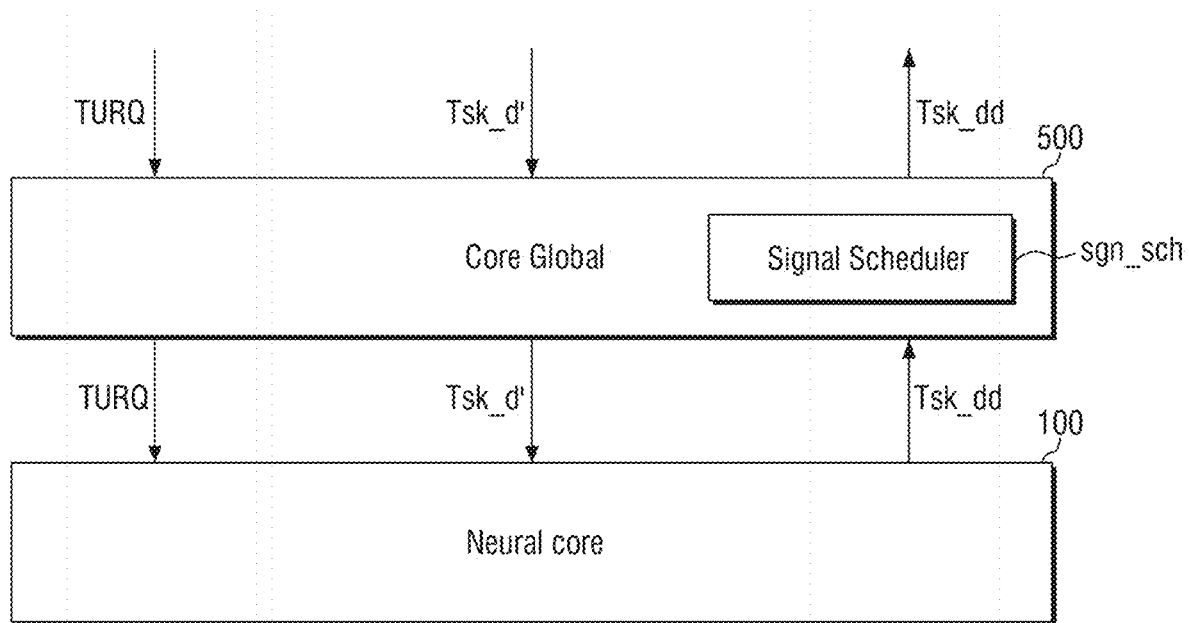 TURQ
Tsk_d'
Tsk_dd
500
Core Global
Signal Scheduler
sgn_sch
TURQ
Tsk_d'
Tsk_dd
100
Neural core